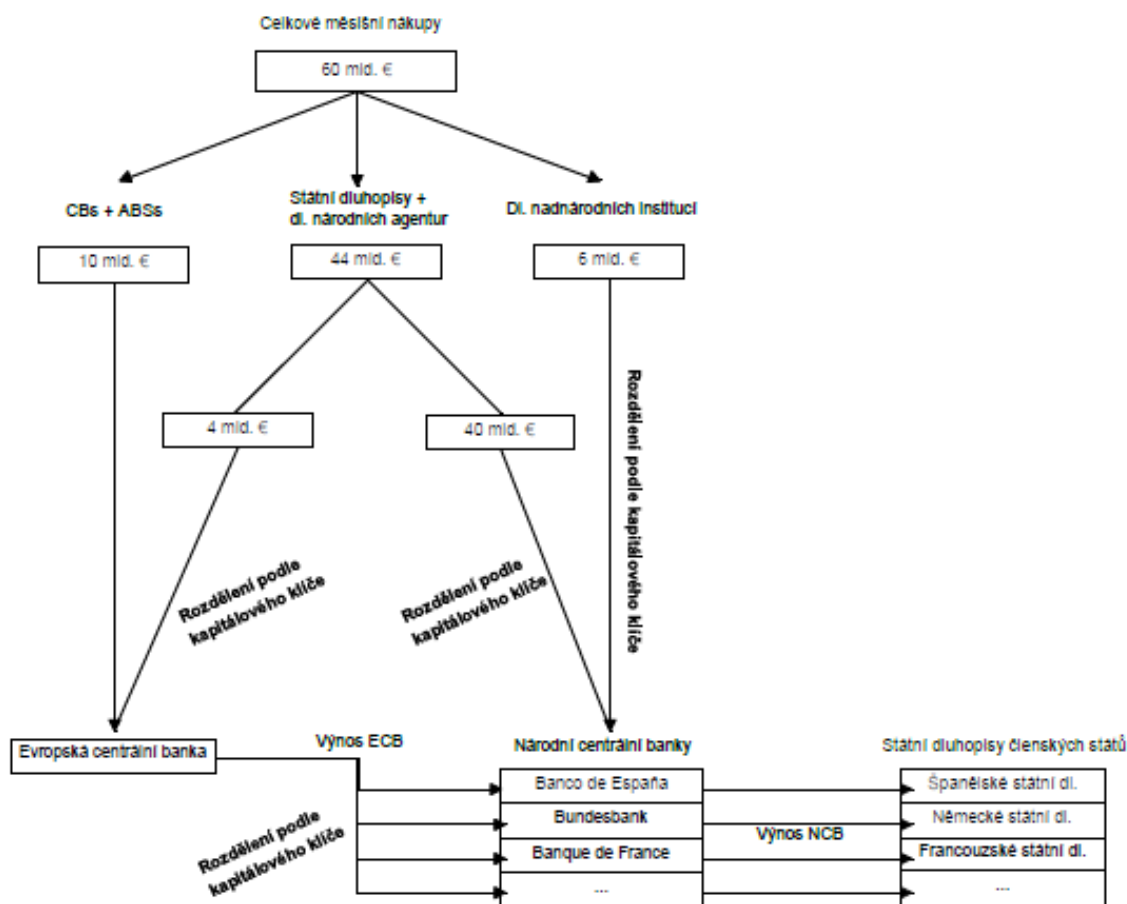 Celkové měsišní nákupy
60 mld. €
CBs + ABSs
Státní dluhopisy +
dl. národních agentur
Dl. nadnárodních institucí
10 mld. €
44 mld. €
6 mld. €
4 mld. €
40 mld. €
Rozdělení podle
kapitálového klíče
Rozdělení podle
kapitálového klíče
Rozdělení podle kapitálového klíče
Evropská centrální banka
Výnos ECB
Národní centrální banky
Státní dluhopisy členských států
Banco de España
Španělské státní dl.
Bundesbank
Německé státní dl.
Výnos NCB
Banque de France
Francouzské státní dl.
...
...
Rozdělení podle
kapitálového klíče